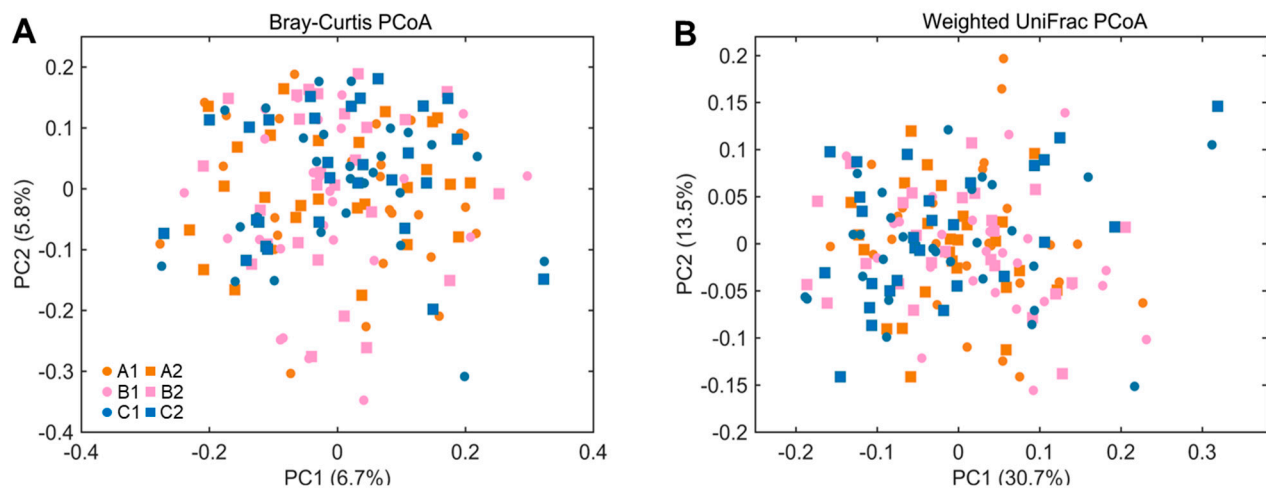 A
Bray-Curtis PCoA
0.2
0.1
0
-0.1
-0.2
-0.3
-0.4
PC2 (5.8%)
A1 A2
B1 B2
C1 C2
-0.4 -0.2 0 0.2 0.4
PC1 (6.7%)
B
Weighted UniFrac PCoA
0.2
0.15
0.1
0.05
0
-0.05
-0.1
-0.15
-0.2
PC2 (13.5%)
-0.2 -0.1 0 0.1 0.2 0.3
PC1 (30.7%)